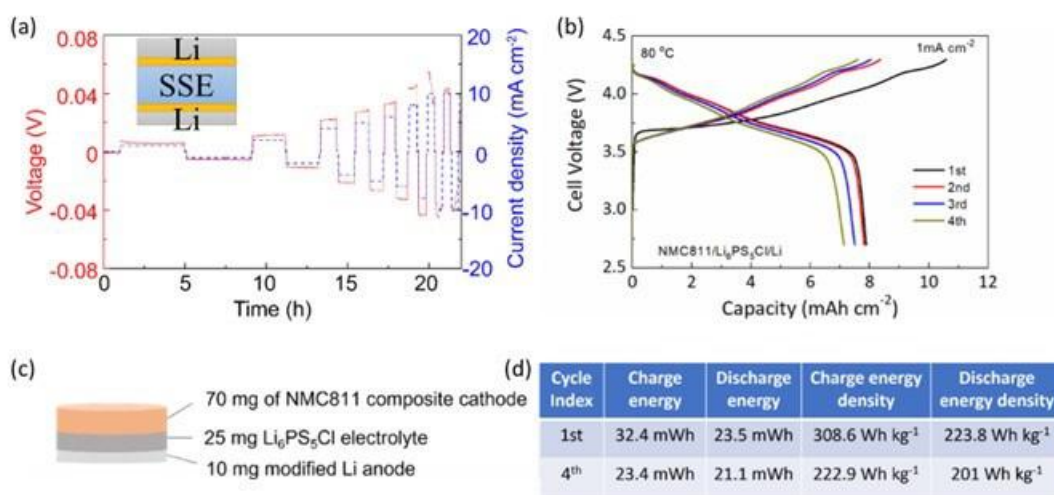 (a)
0.08
0.04
0
-0.04
-0.08
Voltage (V)
Li
SSE
Li
20
10
0
-10
-20
Current density (mA cm⁻²)
0 5 10 15 20
Time (h)
(b)
4.5
4.0
3.5
3.0
2.5
Cell Voltage (V)
80 °C
1mA cm⁻²
1st
2nd
3rd
4th
NMC811/Li₆PS₅Cl/Li
0 2 4 6 8 10 12
Capacity (mAh cm⁻²)
(c)
70 mg of NMC811 composite cathode
25 mg Li₆PS₅Cl electrolyte
10 mg modified Li anode
(d)
Cycle Index Charge energy Discharge energy Charge energy density Discharge energy density
1st 32.4 mWh 23.5 mWh 308.6 Wh kg⁻¹ 223.8 Wh kg⁻¹
4ᵗʰ 23.4 mWh 21.1 mWh 222.9 Wh kg⁻¹ 201 Wh kg⁻¹